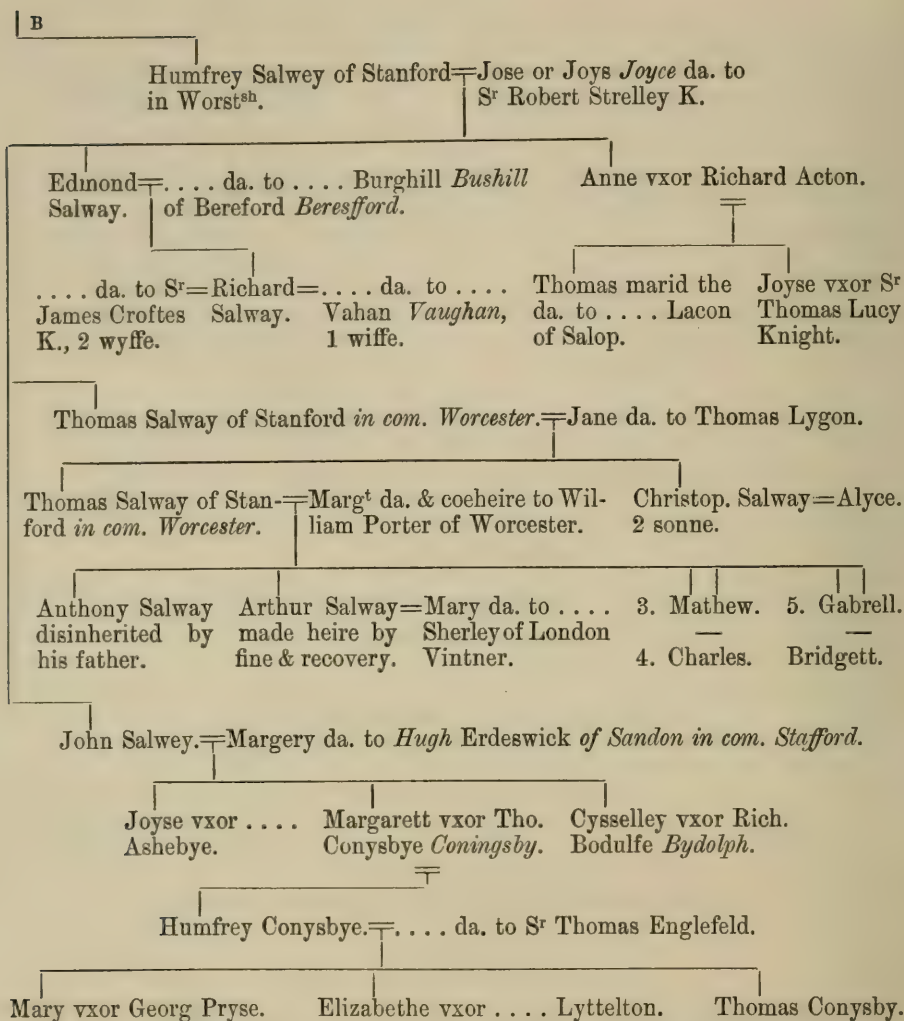 B
Humfrey Salwey of Stanford=Jose or Joys Joyce da. to
in Worstsh. Sr Robert Strelley K.
Edmond=. . . . da. to . . . . Burghill Bushill Anne vxor Richard Acton.
Salway. of Bereford Beresfford.
. . . . da. to Sr=Richard=. . . . da. to . . . . Thomas marid the Joyse vxor Sr
James Croftes Salway. Vahan Vaughan, da. to . . . . Lacon Thomas Lucy
K., 2 wyffe. 1 wiffe. of Salop. Knight.
Thomas Salway of Stanford in com. Worcester.=Jane da. to Thomas Lygon.
Thomas Salway of Stan-=Margt da. & coeheire to Wil- Christop. Salway=Alyce.
ford in com. Worcester. liam Porter of Worcester. 2 sonne.
Anthony Salway Arthur Salway=Mary da. to . . . . 3. Mathew. 5. Gabrell.
disinherited by made heire by Sherley of London — —
his father. fine & recovery. Vintner. 4. Charles. Bridgett.
John Salwey.=Margery da. to Hugh Erdeswick of Sandon in com. Stafford.
Joyse vxor . . . . Margarett vxor Tho. Cysselley vxor Rich.
Ashebye. Conysbye Coningsby. Bodulfe Bydolph.
Humfrey Conysbye.=. . . . da. to Sr Thomas Englefeld.
Mary vxor Georg Pryse. Elizabethe vxor . . . . Lyttelton. Thomas Conysby.